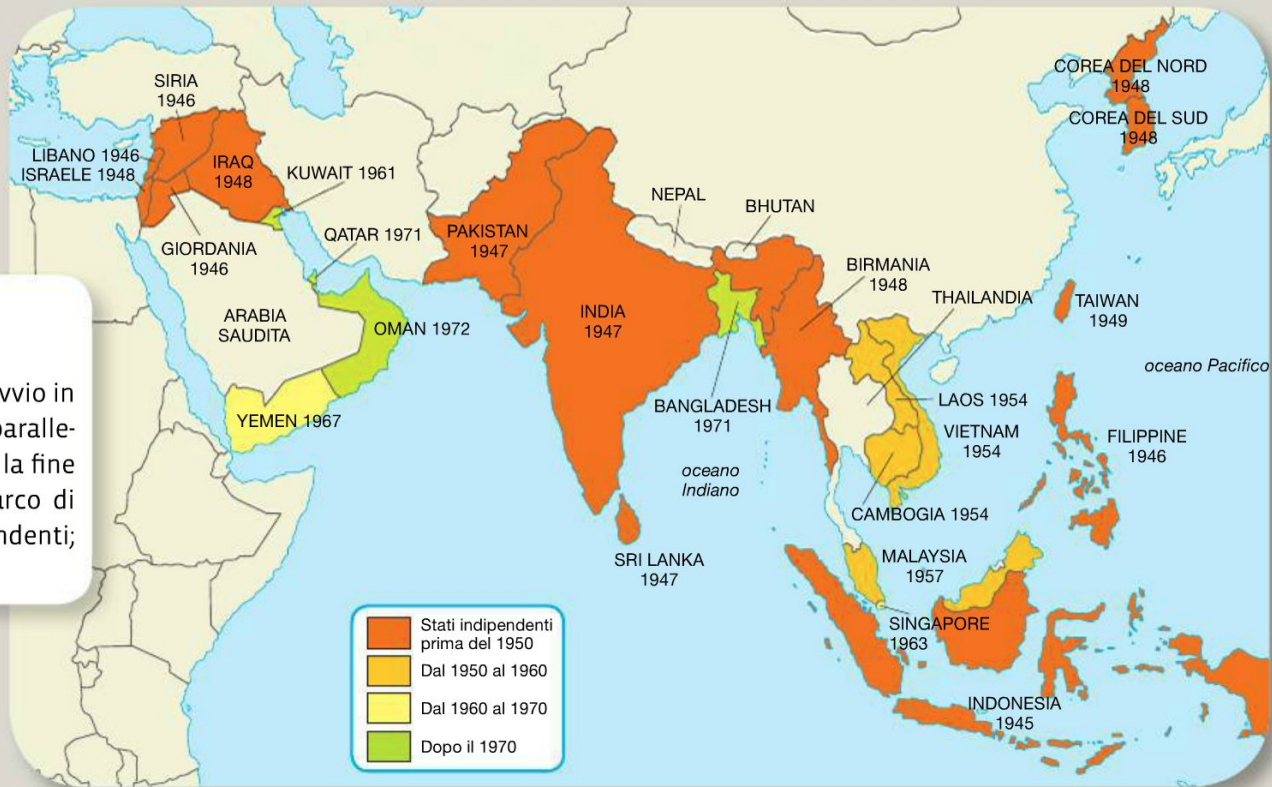 SIRIA
1946
LIBANO 1946
ISRAELE 1948
IRAQ
1948
KUWAIT 1961
GIORDANIA
1946
QATAR 1971
ARABIA
SAUDITA
OMAN 1972
YEMEN 1967
PAKISTAN
1947
INDIA
1947
NEPAL
BHUTAN
BIRMANIA
1948
THAILANDIA
BANGLADESH
1971
LAOS 1954
VIETNAM
1954
CAMBOGIA 1954
SRI LANKA
1947
MALAYSIA
1957
SINGAPORE
1963
INDONESIA
1945
FILIPPINE
1946
TAIWAN
1949
COREA DEL NORD
1948
COREA DEL SUD
1948
oceano Pacifico
oceano
Indiano
vvio in
paralle-
la fine
arco di
ndenti;
Stati indipendenti
prima del 1950
Dal 1950 al 1960
Dal 1960 al 1970
Dopo il 1970